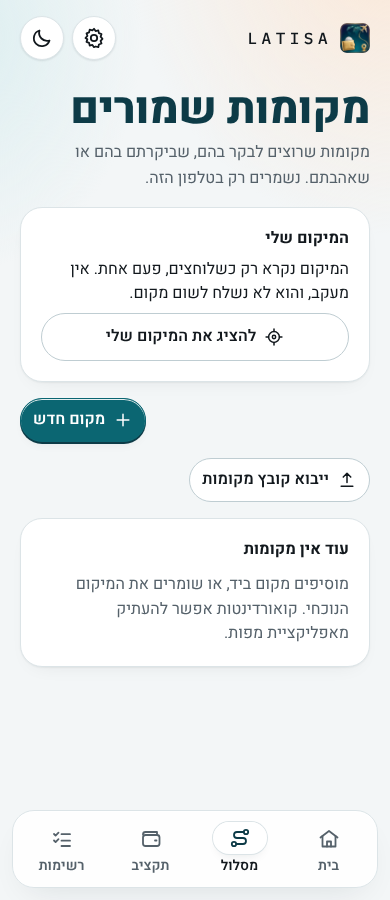 LATISA
מקומות שמורים
מקומות שרוצים לבקר בהם, שביקרתם בהם או
שאהבתם. נשמרים רק בטלפון הזה.
המיקום שלי
המיקום נקרא רק כשלוחצים, פעם אחת. אין
מעקב, והוא לא נשלח לשום מקום.
להציג את המיקום שלי
מקום חדש
ייבוא קובץ מקומות
עוד אין מקומות
מוסיפים מקום ביד, או שומרים את המיקום
הנוכחי. קואורדינטות אפשר להעתיק
מאפליקציית מפות.
בית
מסלול
תקציב
רשימות